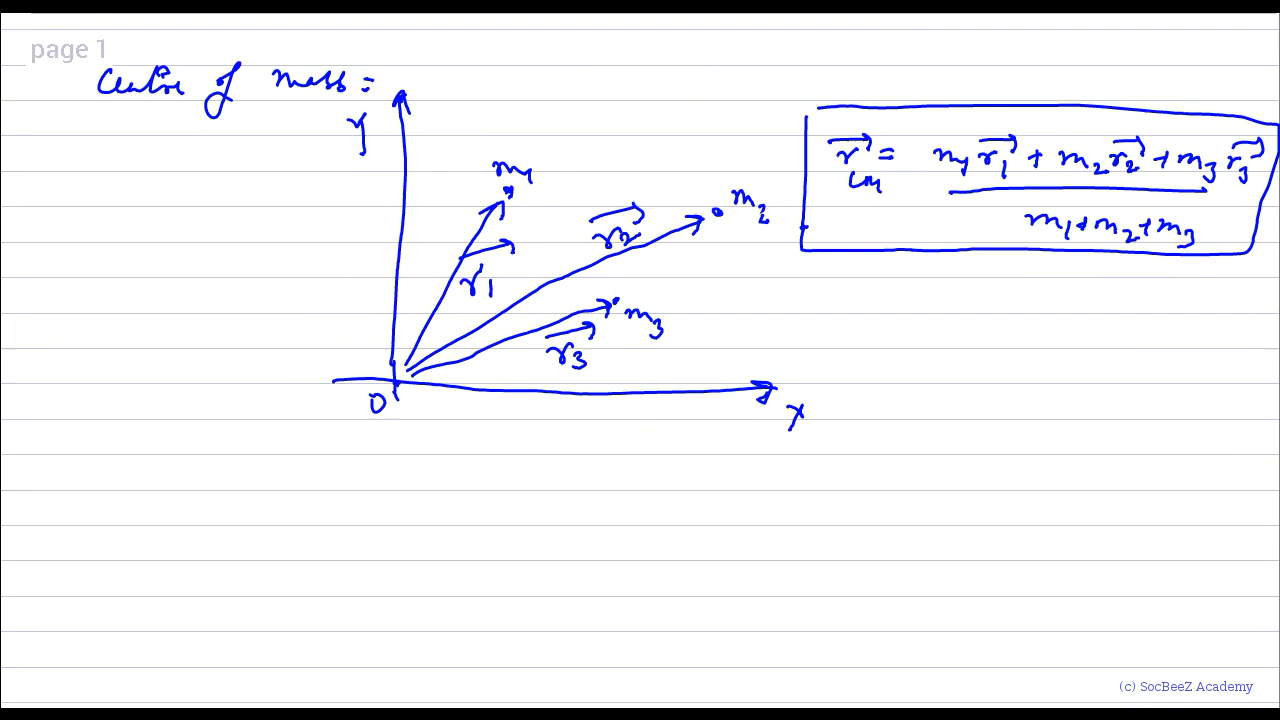 page 1
Centre of mass =
Y
m1
r1
r2
m2
m3
r3
O
X
r CM = m1 r1 + m2 r2 + m3 r3
m1+m2+m3
(c) SocBeeZ Academy